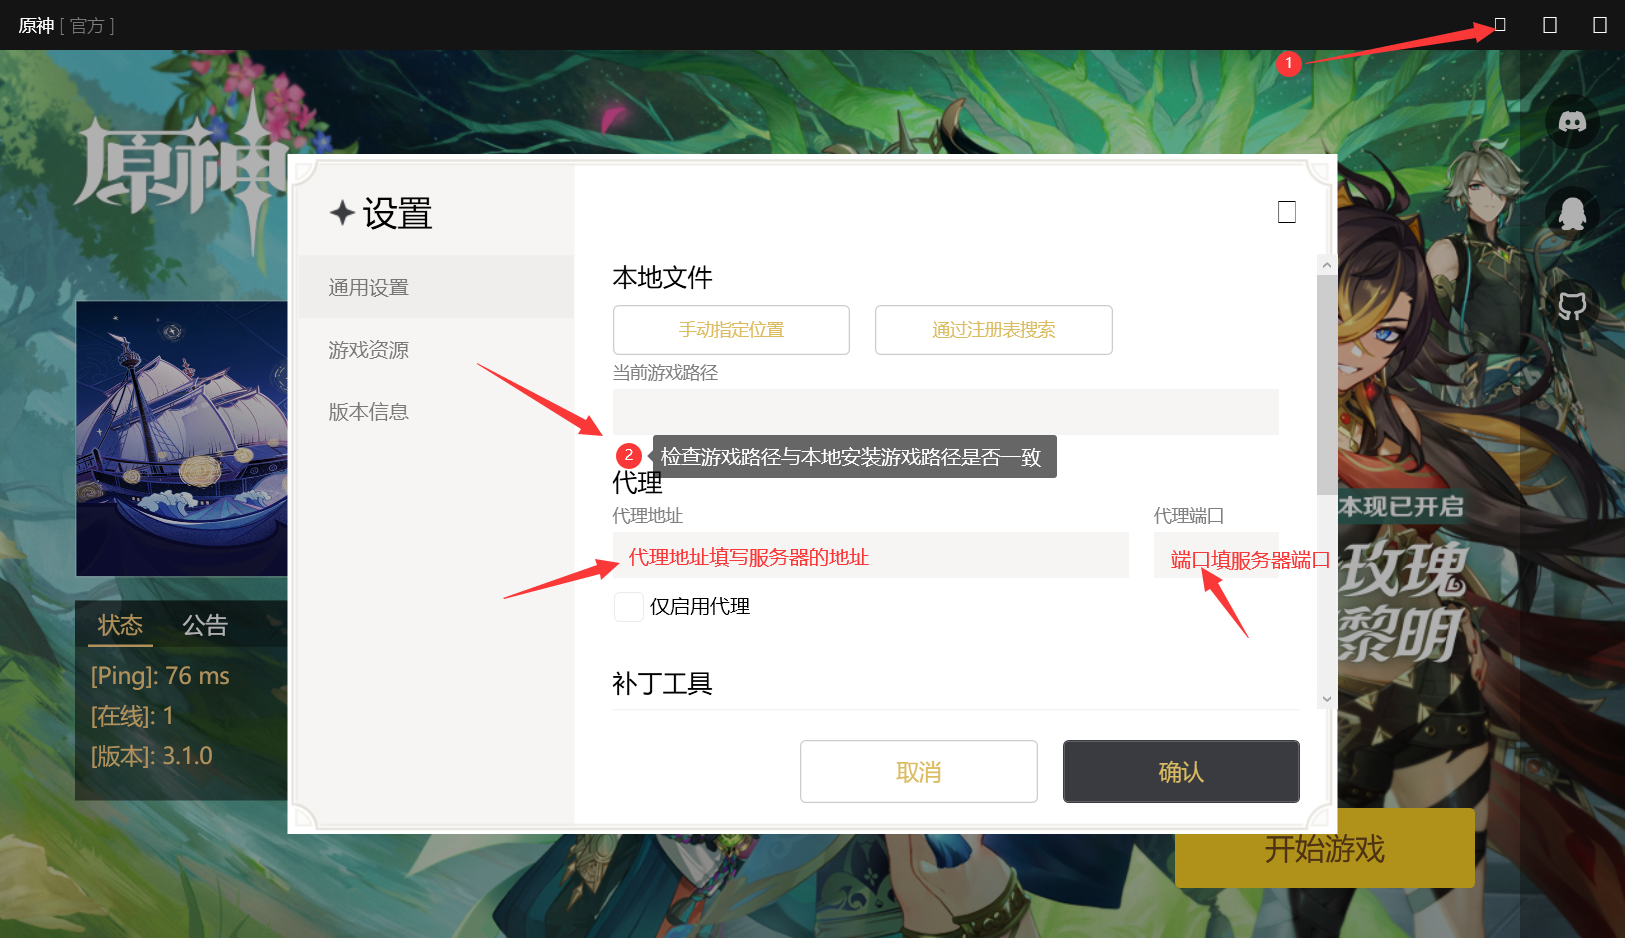 原神 [ 官方 ]
1
原神
设置
通用设置
游戏资源
版本信息
本地文件
手动指定位置
通过注册表搜索
当前游戏路径
2
检查游戏路径与本地安装游戏路径是否一致
代理
代理地址
代理端口
代理地址填写服务器的地址
端口填服务器端口
仅启用代理
补丁工具
取消
确认
状态
公告
[Ping]: 76 ms
[在线]: 1
[版本]: 3.1.0
本现已开启
玫瑰
黎明
开始游戏